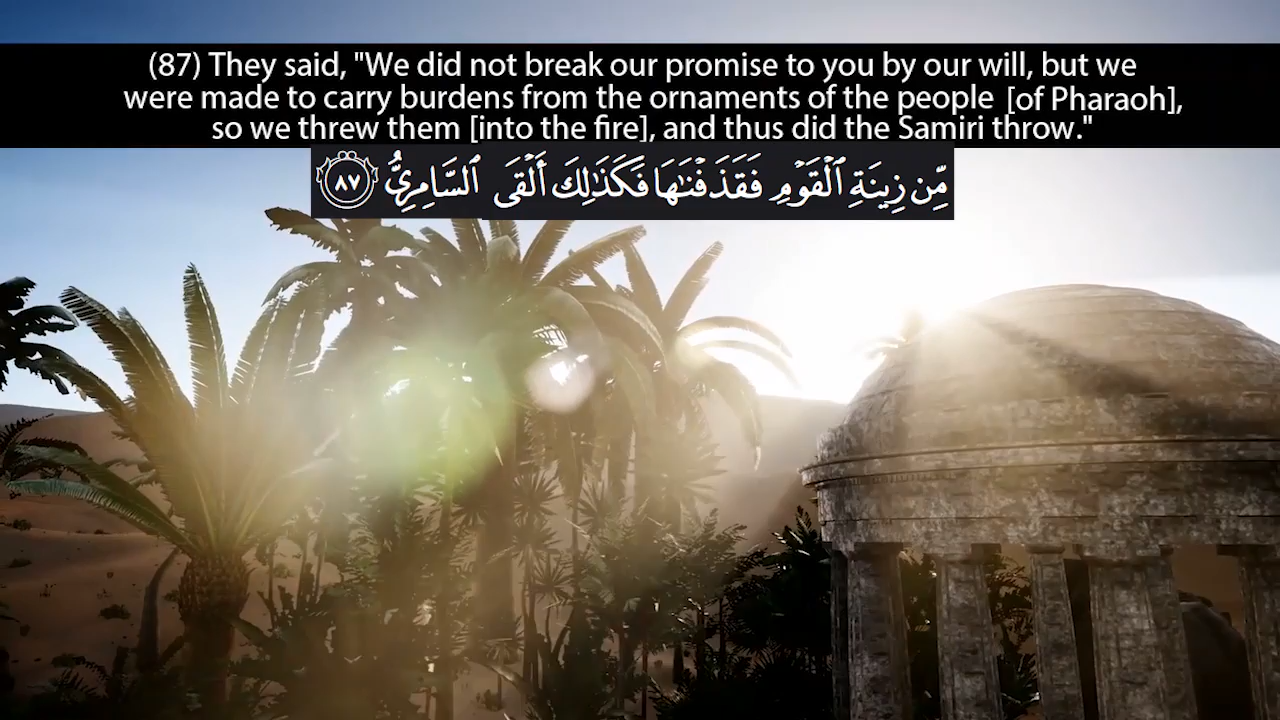 (87) They said, "We did not break our promise to you by our will, but we
were made to carry burdens from the ornaments of the people [of Pharaoh],
so we threw them [into the fire], and thus did the Samiri throw."
مِّن زِينَةِ ٱلْقَوْمِ فَقَذَفْنَـٰهَا فَكَذَٰلِكَ أَلْقَى ٱلسَّامِرِىُّ ٨٧